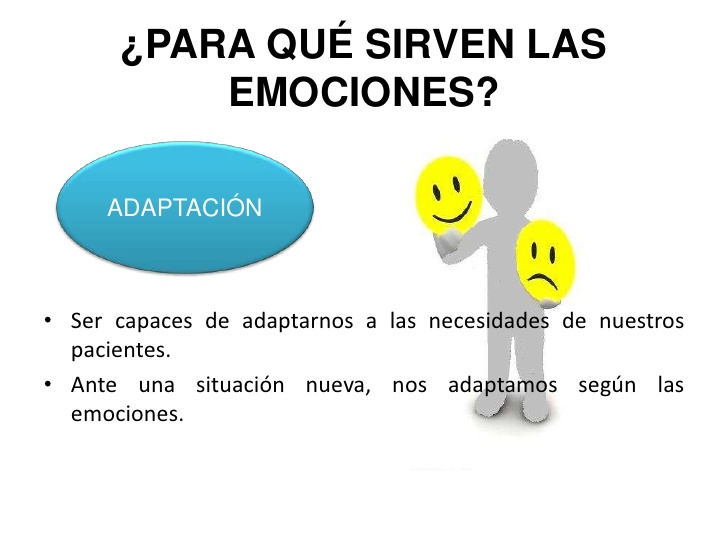 ¿PARA QUÉ SIRVEN LAS
EMOCIONES?
ADAPTACIÓN
• Ser capaces de adaptarnos a las necesidades de nuestros
pacientes.
• Ante una situación nueva, nos adaptamos según las
emociones.